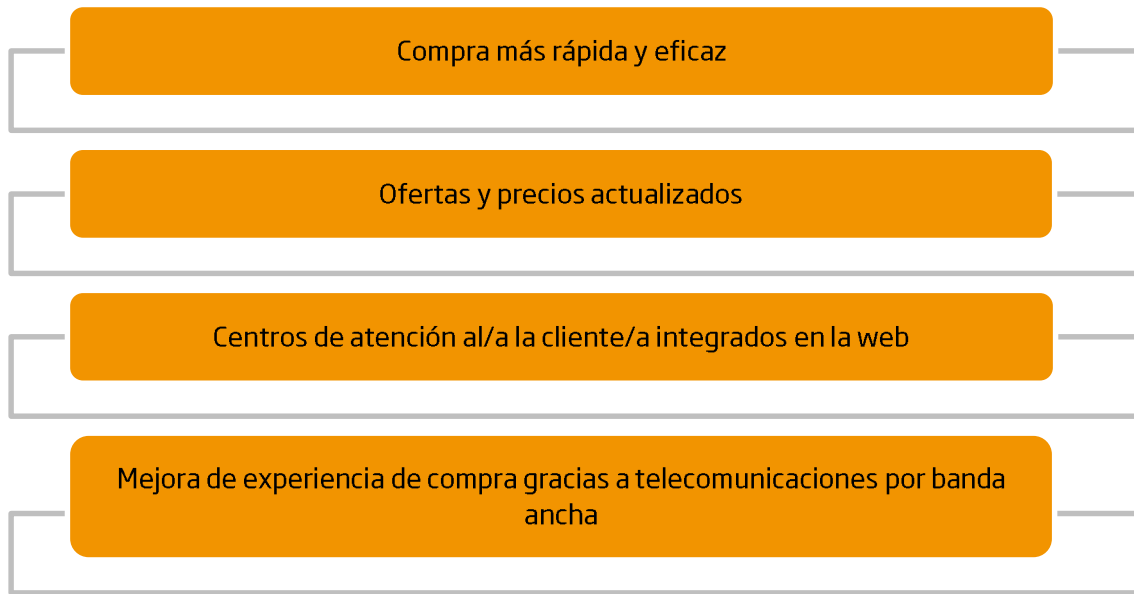 Compra más rápida y eficaz
Ofertas y precios actualizados
Centros de atención al/a la cliente/a integrados en la web
Mejora de experiencia de compra gracias a telecomunicaciones por banda
ancha